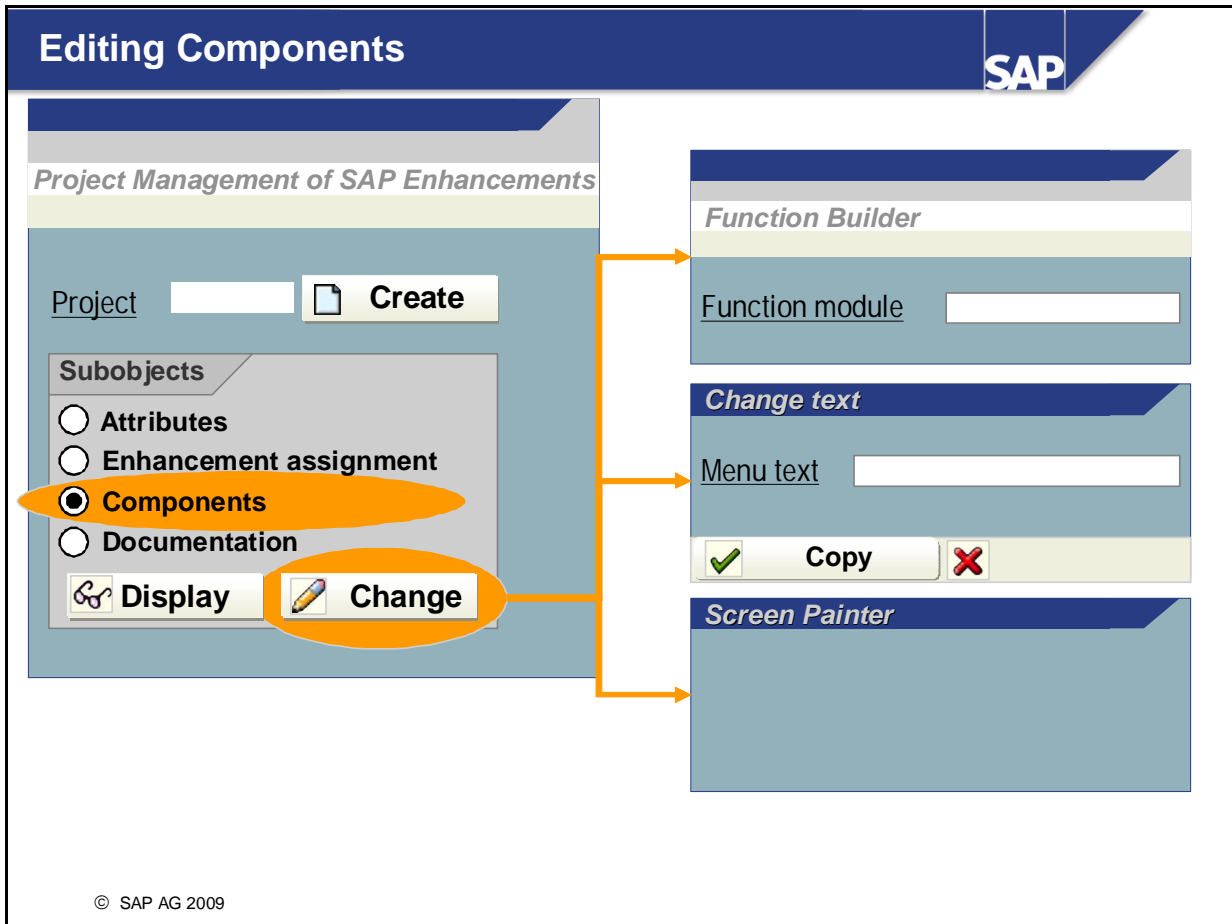 Editing Components
SAP
Project Management of SAP Enhancements
Project
Create
Subobjects
Attributes
Enhancement assignment
Components
Documentation
Display
Change
Function Builder
Function module
Change text
Menu text
Copy
Screen Painter
© SAP AG 2009